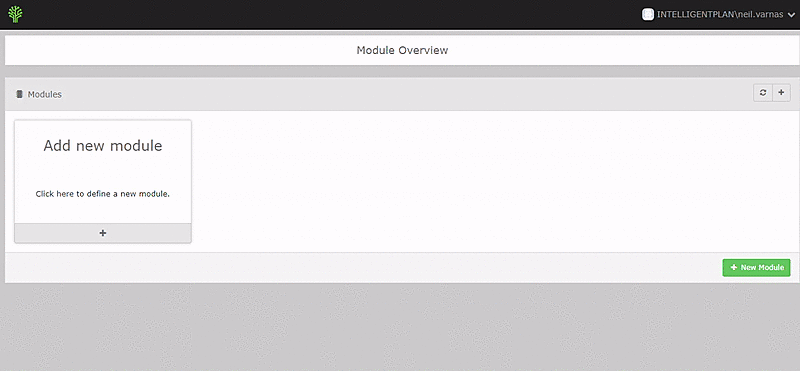 INTELLIGENTPLAN\neil.varnas
Module Overview
Modules
Add new module
Click here to define a new module.
+ New Module